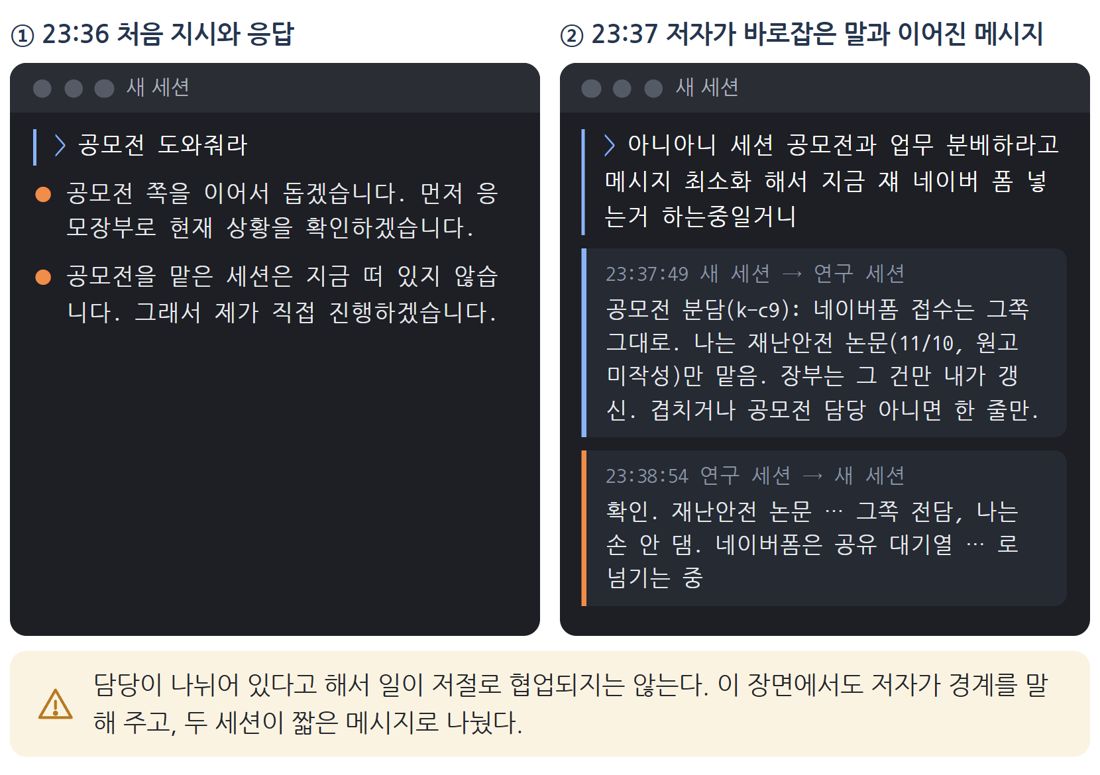 ① 23:36 처음 지시와 응답
새 세션
> 공모전 도와줘라
공모전 쪽을 이어서 돕겠습니다. 먼저 응
모장부로 현재 상황을 확인하겠습니다.
공모전을 맡은 세션은 지금 떠 있지 않습
니다. 그래서 제가 직접 진행하겠습니다.
② 23:37 저자가 바로잡은 말과 이어진 메시지
새 세션
> 아니아니 세션 공모전과 업무 분베하라고
메시지 최소화 해서 지금 쟤 네이버 폼 넣
는거 하는중일거니
23:37:49 새 세션 → 연구 세션
공모전 분담(k-c9): 네이버폼 접수는 그쪽
그대로. 나는 재난안전 논문(11/10, 원고
미작성)만 맡음. 장부는 그 건만 내가 갱
신. 겹치거나 공모전 담당 아니면 한 줄만.
23:38:54 연구 세션 → 새 세션
확인. 재난안전 논문 … 그쪽 전담, 나는
손 안 댐. 네이버폼은 공유 대기열 … 로
넘기는 중
담당이 나뉘어 있다고 해서 일이 저절로 협업되지는 않는다. 이 장면에서도 저자가 경계를 말
해 주고, 두 세션이 짧은 메시지로 나눴다.